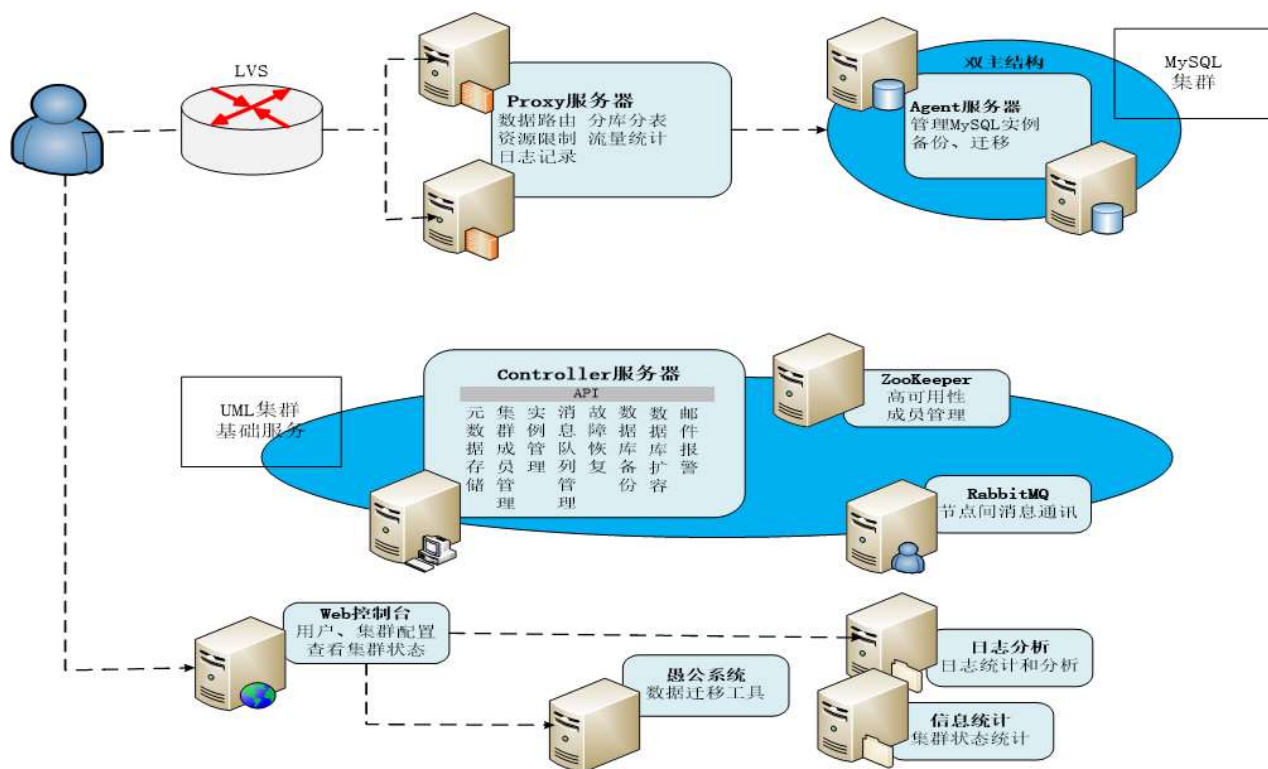 LVS
Proxy服务器
数据路由 分库分表
资源限制 流量统计
日志记录
双主结构
Agent服务器
管理MySQL实例
备份、迁移
MySQL
集群
UML集群
基础服务
Controller服务器
API
元数据存储
集群成员管理
实例管理
消息队列管理
故障恢复
数据库备份
数据库扩容
邮件报警
ZooKeeper
高可用性
成员管理
RabbitMQ
节点间消息通讯
Web控制台
用户、集群配置
查看集群状态
愚公系统
数据迁移工具
日志分析
日志统计和分析
信息统计
集群状态统计